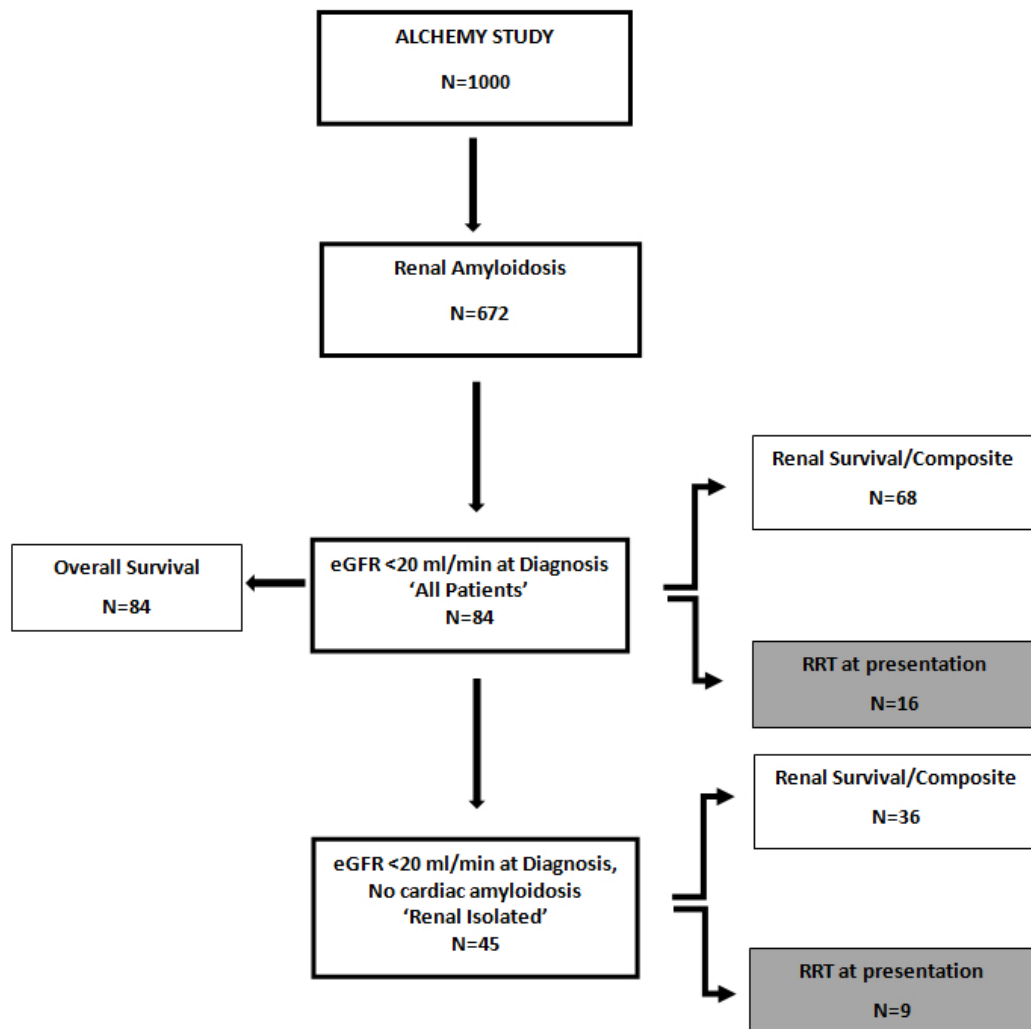 ALCHEMY STUDY
N=1000
Renal Amyloidosis
N=672
Renal Survival/Composite
N=68
Overall Survival
N=84
eGFR <20 ml/min at Diagnosis
‘All Patients’
N=84
RRT at presentation
N=16
Renal Survival/Composite
N=36
eGFR <20 ml/min at Diagnosis,
No cardiac amyloidosis
‘Renal Isolated’
N=45
RRT at presentation
N=9